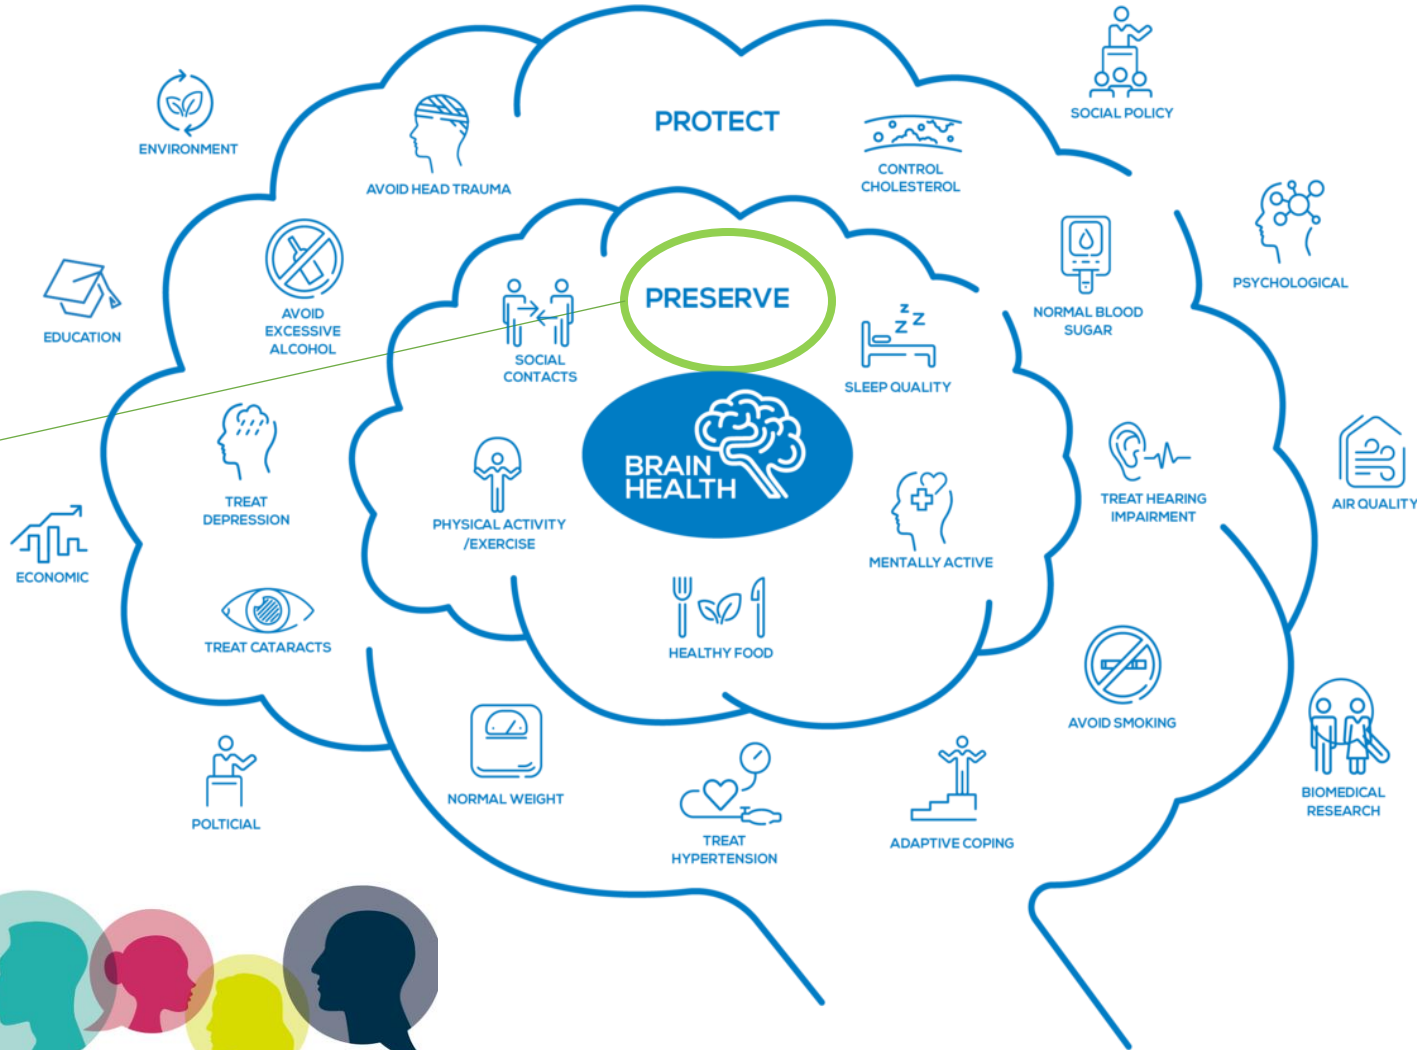 SOCIAL POLICY
PROTECT
ENVIRONMENT
AVOID HEAD TRAUMA
CONTROL
CHOLESTEROL
PSYCHOLOGICAL
EDUCATION
AVOID
EXCESSIVE
ALCOHOL
PRESERVE
NORMAL BLOOD
SUGAR
SOCIAL
CONTACTS
z z z
SLEEP QUALITY
BRAIN
HEALTH
TREAT
DEPRESSION
PHYSICAL ACTIVITY
/EXERCISE
MENTALLY ACTIVE
TREAT HEARING
IMPAIRMENT
AIR QUALITY
ECONOMIC
TREAT CATARACTS
HEALTHY FOOD
AVOID SMOKING
NORMAL WEIGHT
POLTICIAL
TREAT
HYPERTENSION
ADAPTIVE COPING
BIOMEDICAL
RESEARCH